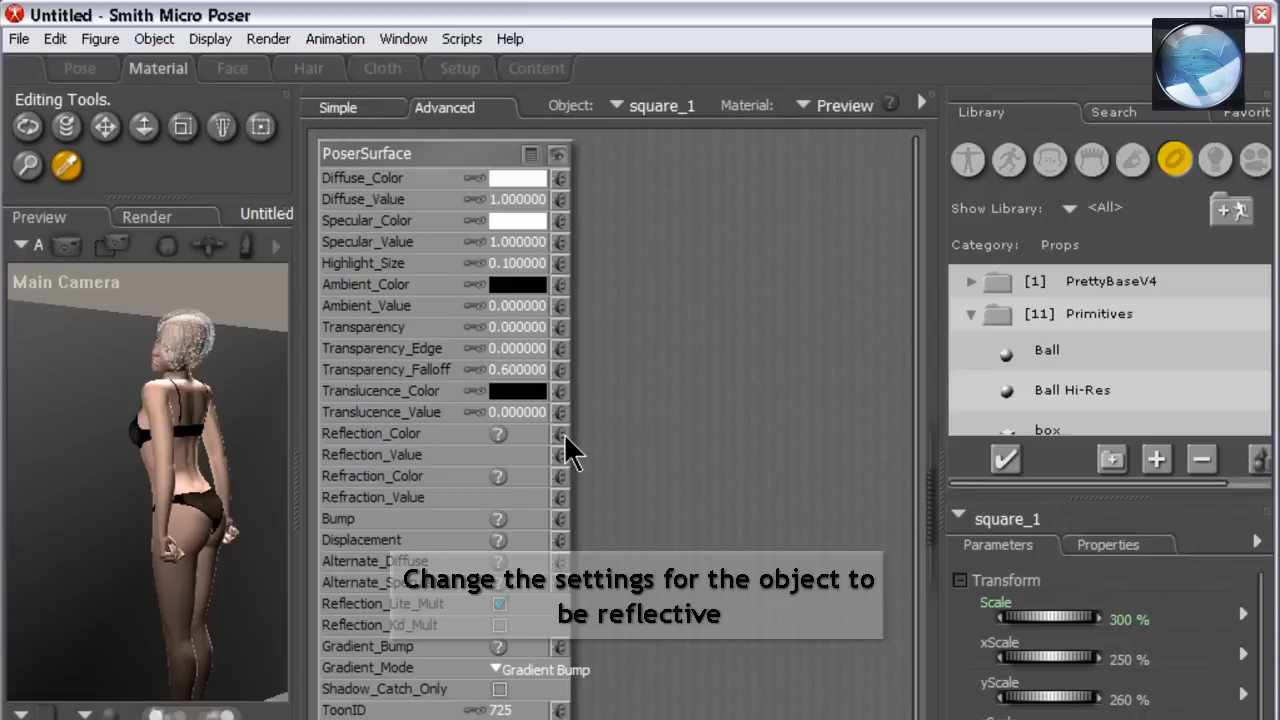 Untitled - Smith Micro Poser
File Edit Figure Object Display Render Animation Window Scripts Help
Pose Material Face Hair Cloth Setup Content
Editing Tools.
Simple Advanced Object: square_1 Material: Preview ?
Library Search Favorit
PoserSurface
Diffuse_Color
Diffuse_Value 1.000000
Specular_Color
Specular_Value 1.000000
Highlight_Size 0.100000
Ambient_Color
Ambient_Value 0.000000
Transparency 0.000000
Transparency_Edge 0.000000
Transparency_Falloff 0.600000
Translucence_Color
Translucence_Value 0.000000
Reflection_Color ?
Reflection_Value
Refraction_Color ?
Refraction_Value
Bump ?
Displacement ?
Alternate_Diffuse ?
Reflection_Lite_Mult
Reflection_Kd_Mult
Gradient_Bump ?
Gradient_Mode Gradient Bump
Shadow_Catch_Only
ToonID 725
Change the settings for the object to
be reflective
Preview Render Untitled
A
Main Camera
Show Library: <All>
Category: Props
[1] PrettyBaseV4
[11] Primitives
Ball
Ball Hi-Res
box
square_1
Parameters Properties
Transform
Scale
300 %
xScale
250 %
yScale
260 %